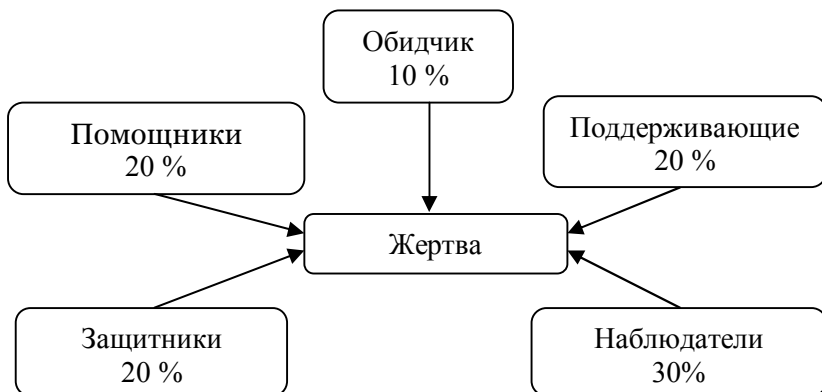 Обидчик
10 %
Помощники
20 %
Поддерживающие
20 %
Жертва
Защитники
20 %
Наблюдатели
30%